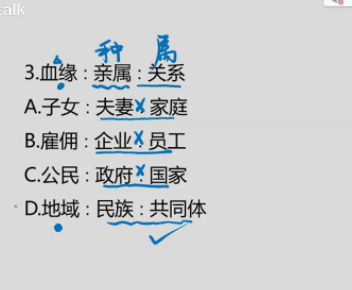 alk
种 属
3.血缘：亲属：关系
A.子女：夫妻：家庭
B.雇佣：企业：员工
C.公民：政府：国家
D.地域：民族：共同体